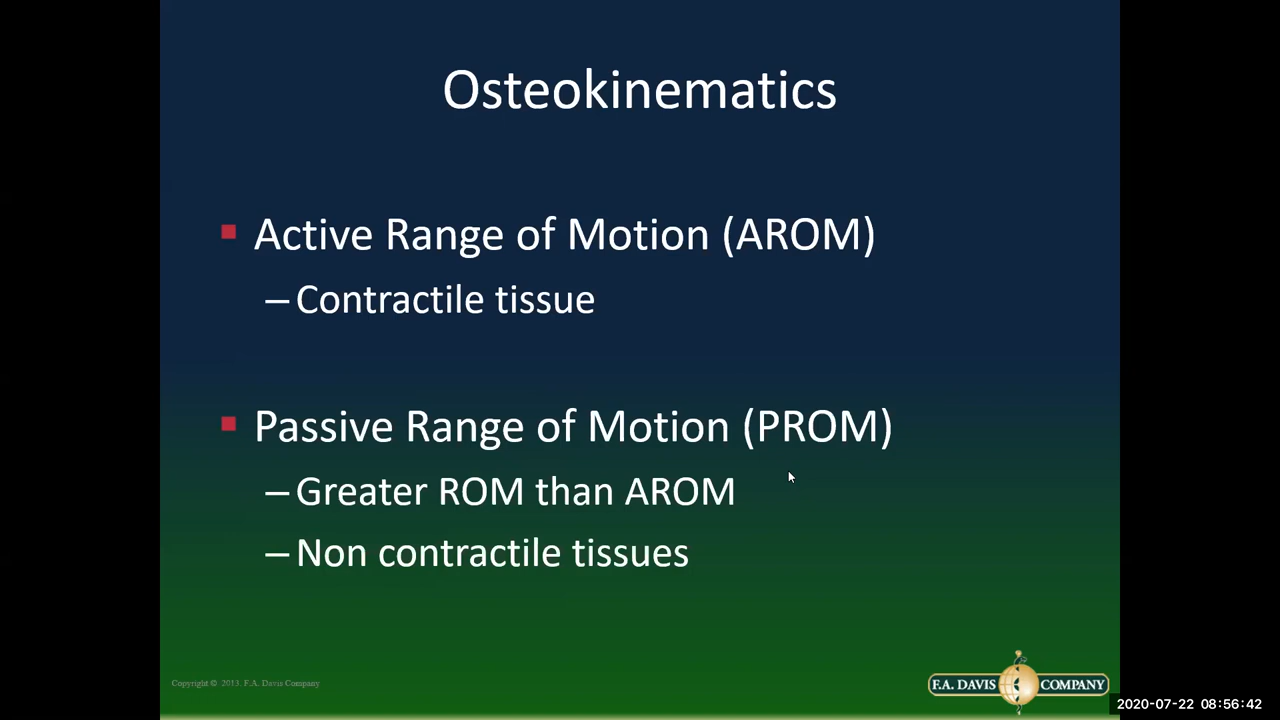 Osteokinematics
Active Range of Motion (AROM)
– Contractile tissue
Passive Range of Motion (PROM)
– Greater ROM than AROM
– Non contractile tissues
Copyright © 2013. F.A. Davis Company
F.A. DAVIS COMPANY
2020-07-22 08:56:42